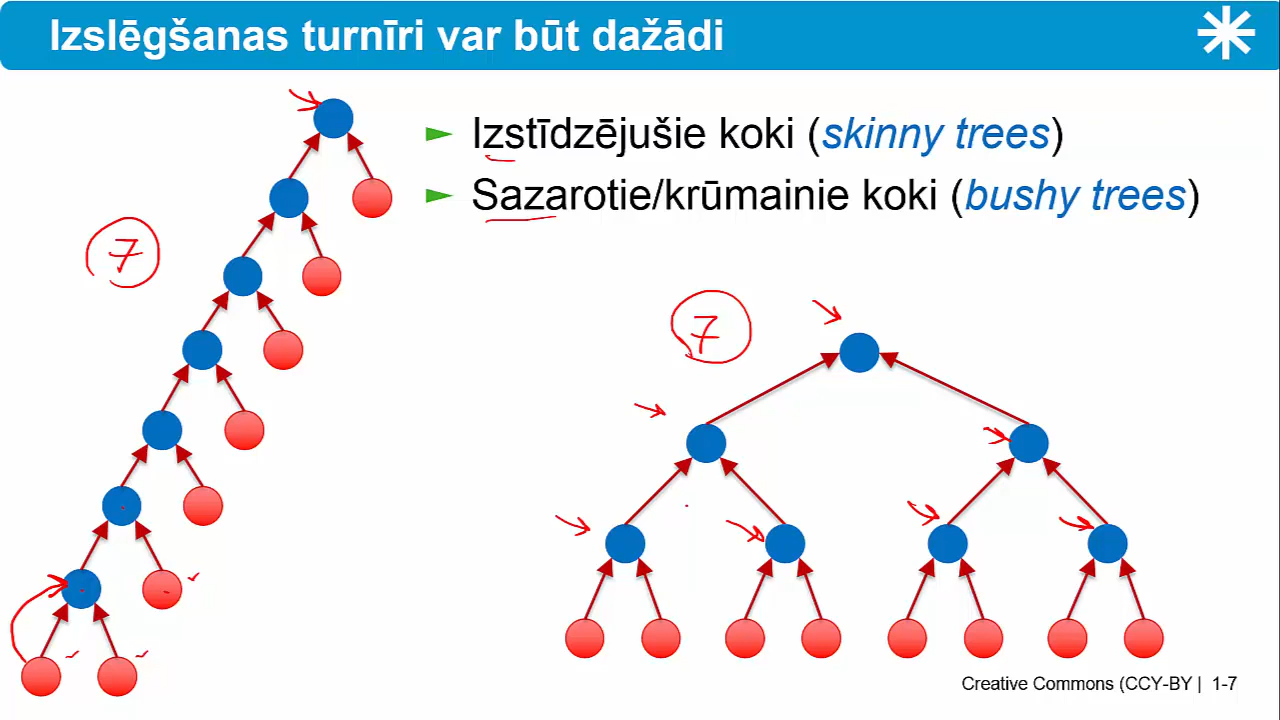 Izslēgšanas turnīri var būt dažādi
► Izstīdzējušie koki (skinny trees)
► Sazarotie/krūmainie koki (bushy trees)
7
7
Creative Commons (CCY-BY | 1-7